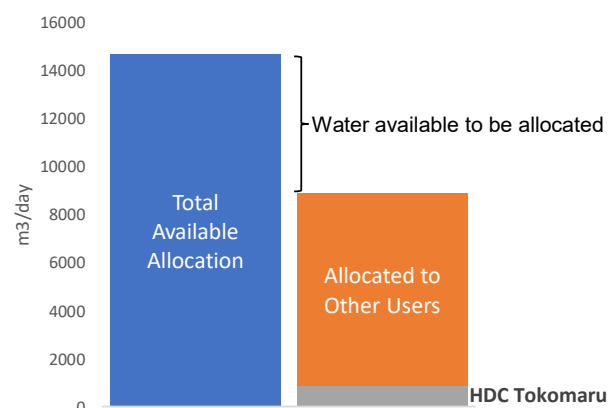 16000
14000
12000
10000
8000
6000
4000
2000
0
m3/day
Total
Available
Allocation
Water available to be allocated
Allocated to
Other Users
HDC Tokomaru